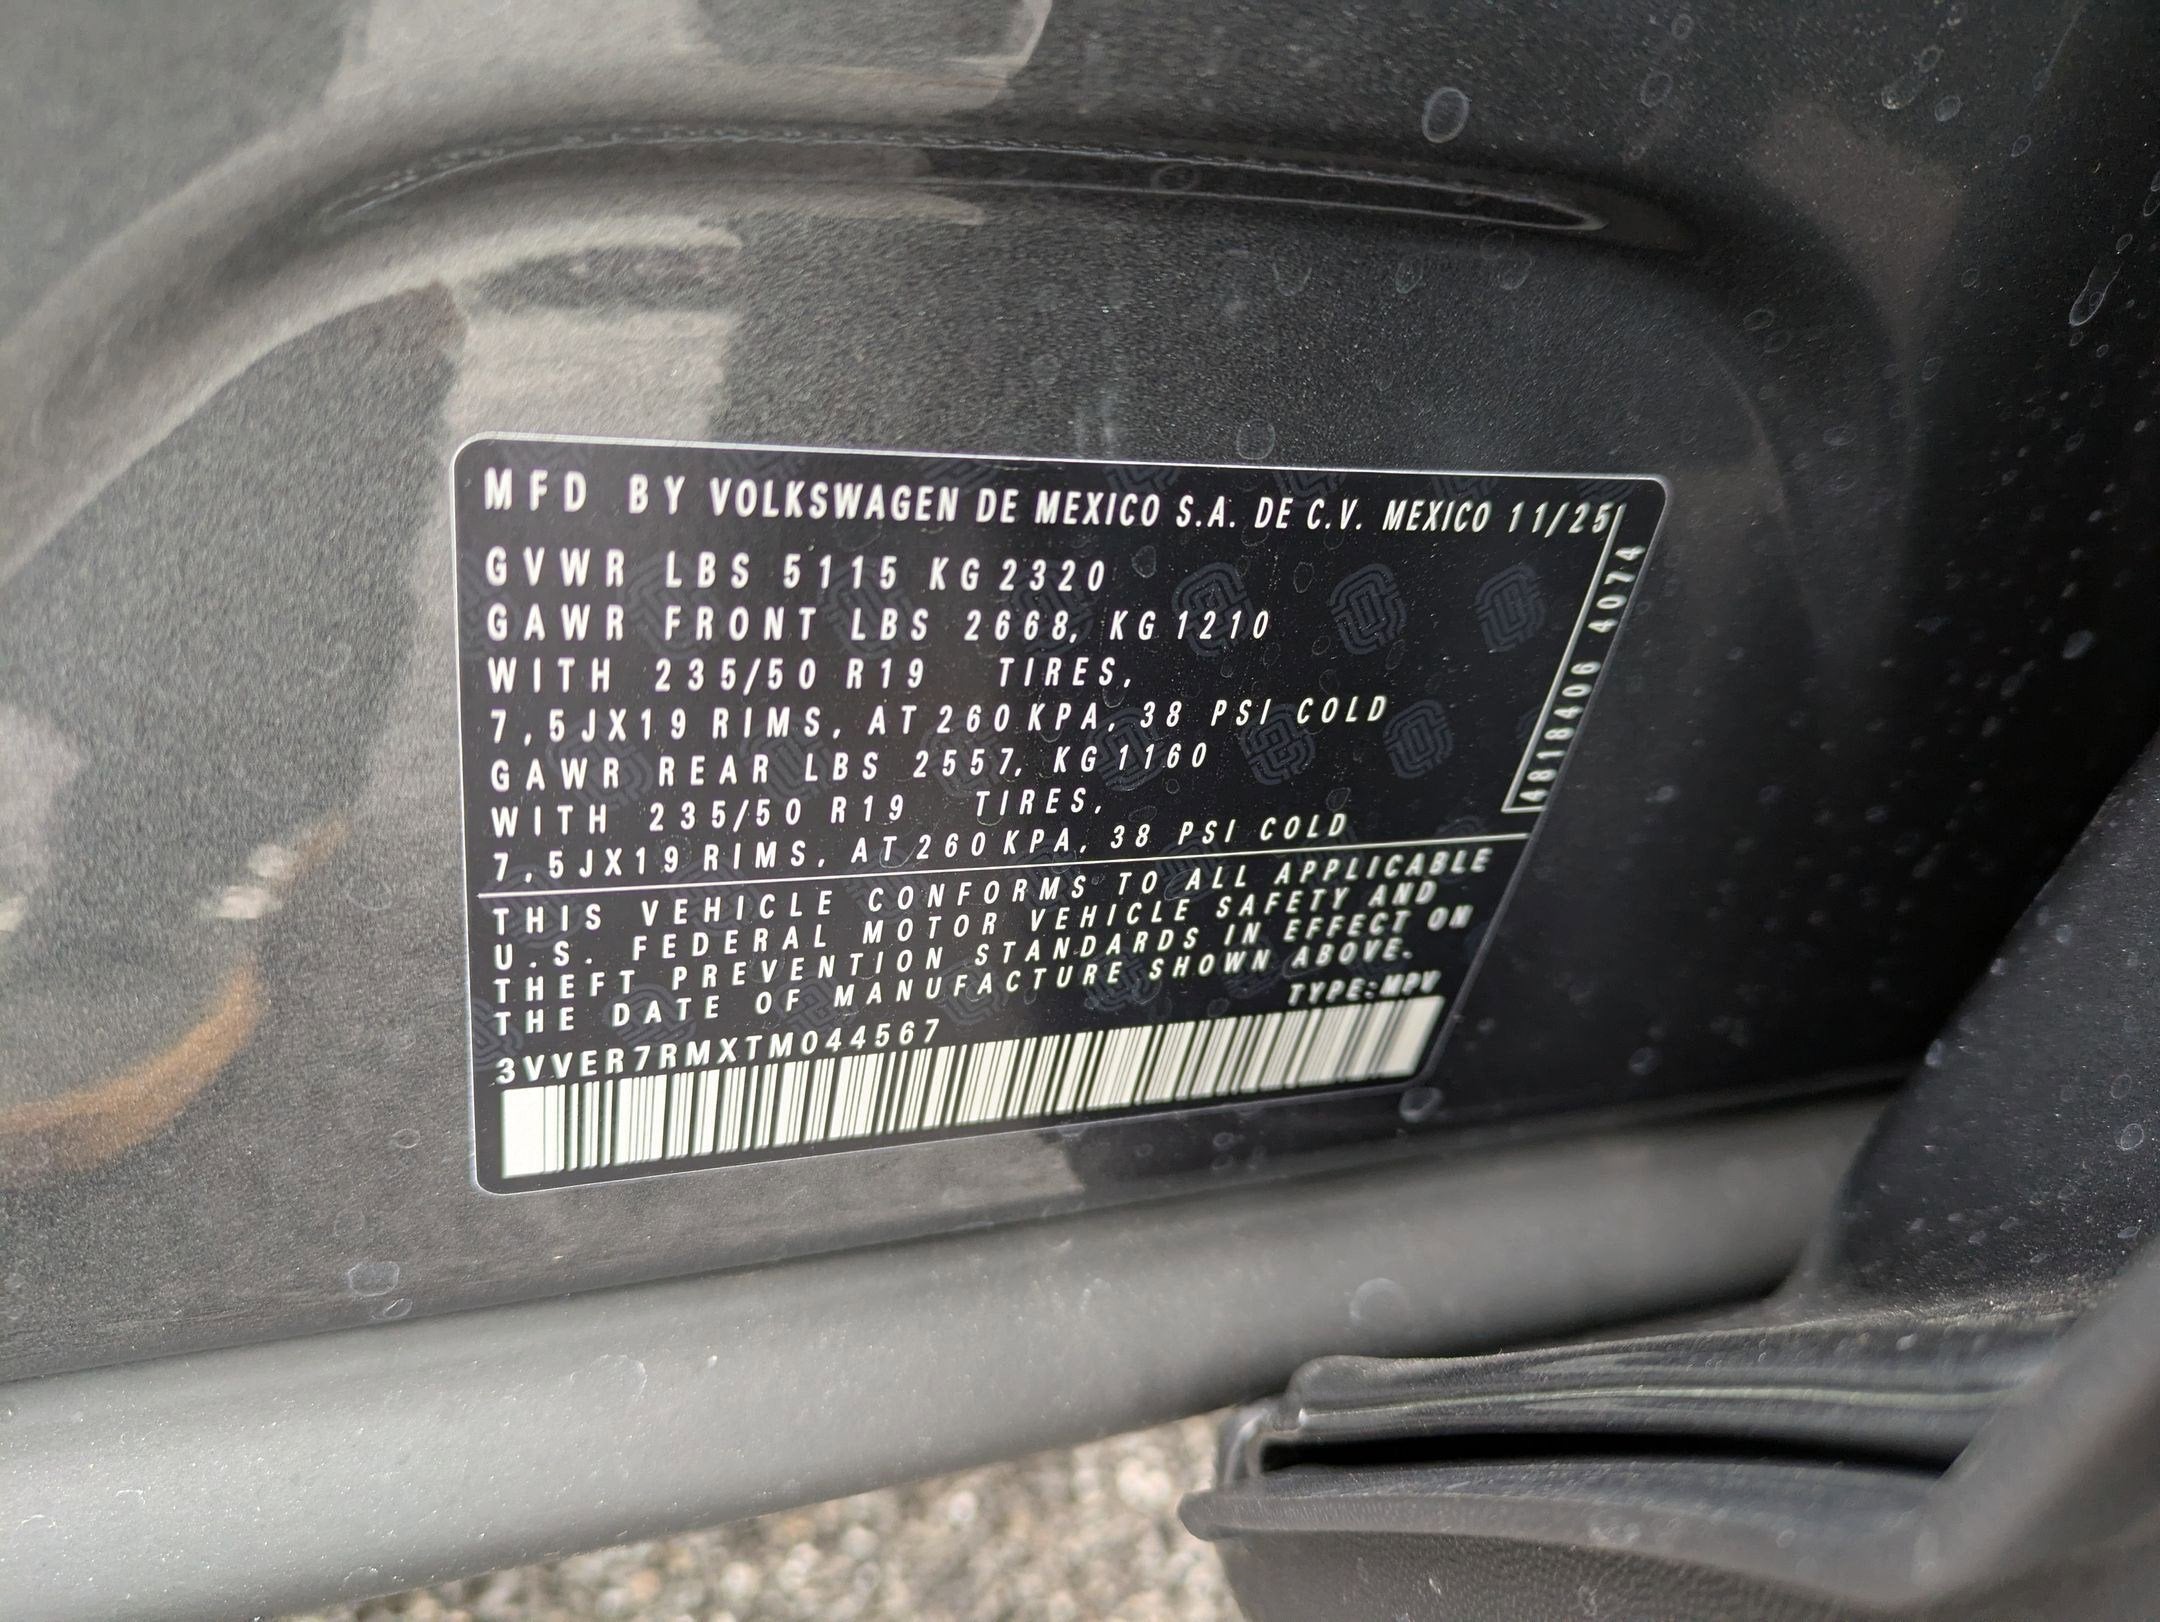 MFD BY VOLKSWAGEN DE MEXICO S.A. DE C.V. MEXICO 11/25
GVWR LBS 5115 KG 2320
GAWR FRONT LBS 2668, KG 1210
WITH 235/50 R19 TIRES,
7,5JX19 RIMS, AT 260 KPA, 38 PSI COLD
GAWR REAR LBS 2557, KG 1160
WITH 235/50 R19 TIRES,
7,5JX19 RIMS, AT 260 KPA, 38 PSI COLD
4818406 4074
THIS VEHICLE CONFORMS TO ALL APPLICABLE
U.S. FEDERAL MOTOR VEHICLE SAFETY AND
THEFT PREVENTION STANDARDS IN EFFECT ON
THE DATE OF MANUFACTURE SHOWN ABOVE.
TYPE:MPV
3VVER7RMXTM044567